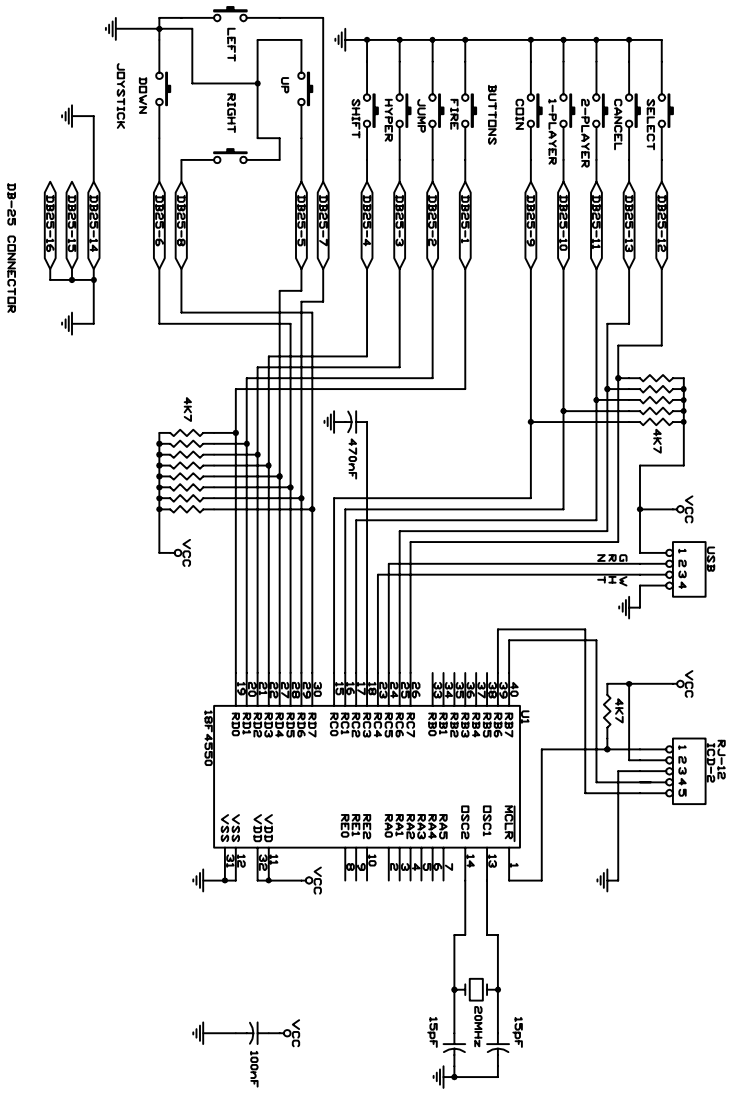 SELECT
DB25-12
CANCEL
DB25-13
2-PLAYER
DB25-11
1-PLAYER
DB25-10
COIN
DB25-9
BUTTONS
FIRE
DB25-1
JUMP
DB25-2
HYPER
DB25-3
SHIFT
DB25-4
LEFT
DB25-7
UP
DB25-5
RIGHT
DB25-8
DOWN
DB25-6
JOYSTICK
DB25-14
DB25-15
DB25-16
DB-25 CONNECTOR
4K7
VCC
USB
1 2 3 4
GRN
WHT
VCC
4K7
RJ-12
ICD-2
1 2 3 4 5
470nF
4K7
VCC
U1
40 RB7
39 RB6
38 RB5
37 RB4
36 RB3
35 RB2
34 RB1
33 RB0
26 RC7
25 RC6
24 RC5
23 RC4
18 RC3
17 RC2
16 RC1
15 RC0
30 RD7
29 RD6
28 RD5
27 RD4
22 RD3
21 RD2
20 RD1
19 RD0
18F4550
MCLR 1
OSC1 13
OSC2 14
RA5 7
RA4 6
RA3 5
RA2 4
RA1 3
RA0 2
RE2 10
RE1 9
RE0 8
VDD 11
VDD 32
VSS 12
VSS 31
VCC
15pF
20MHz
15pF
VCC
100nF